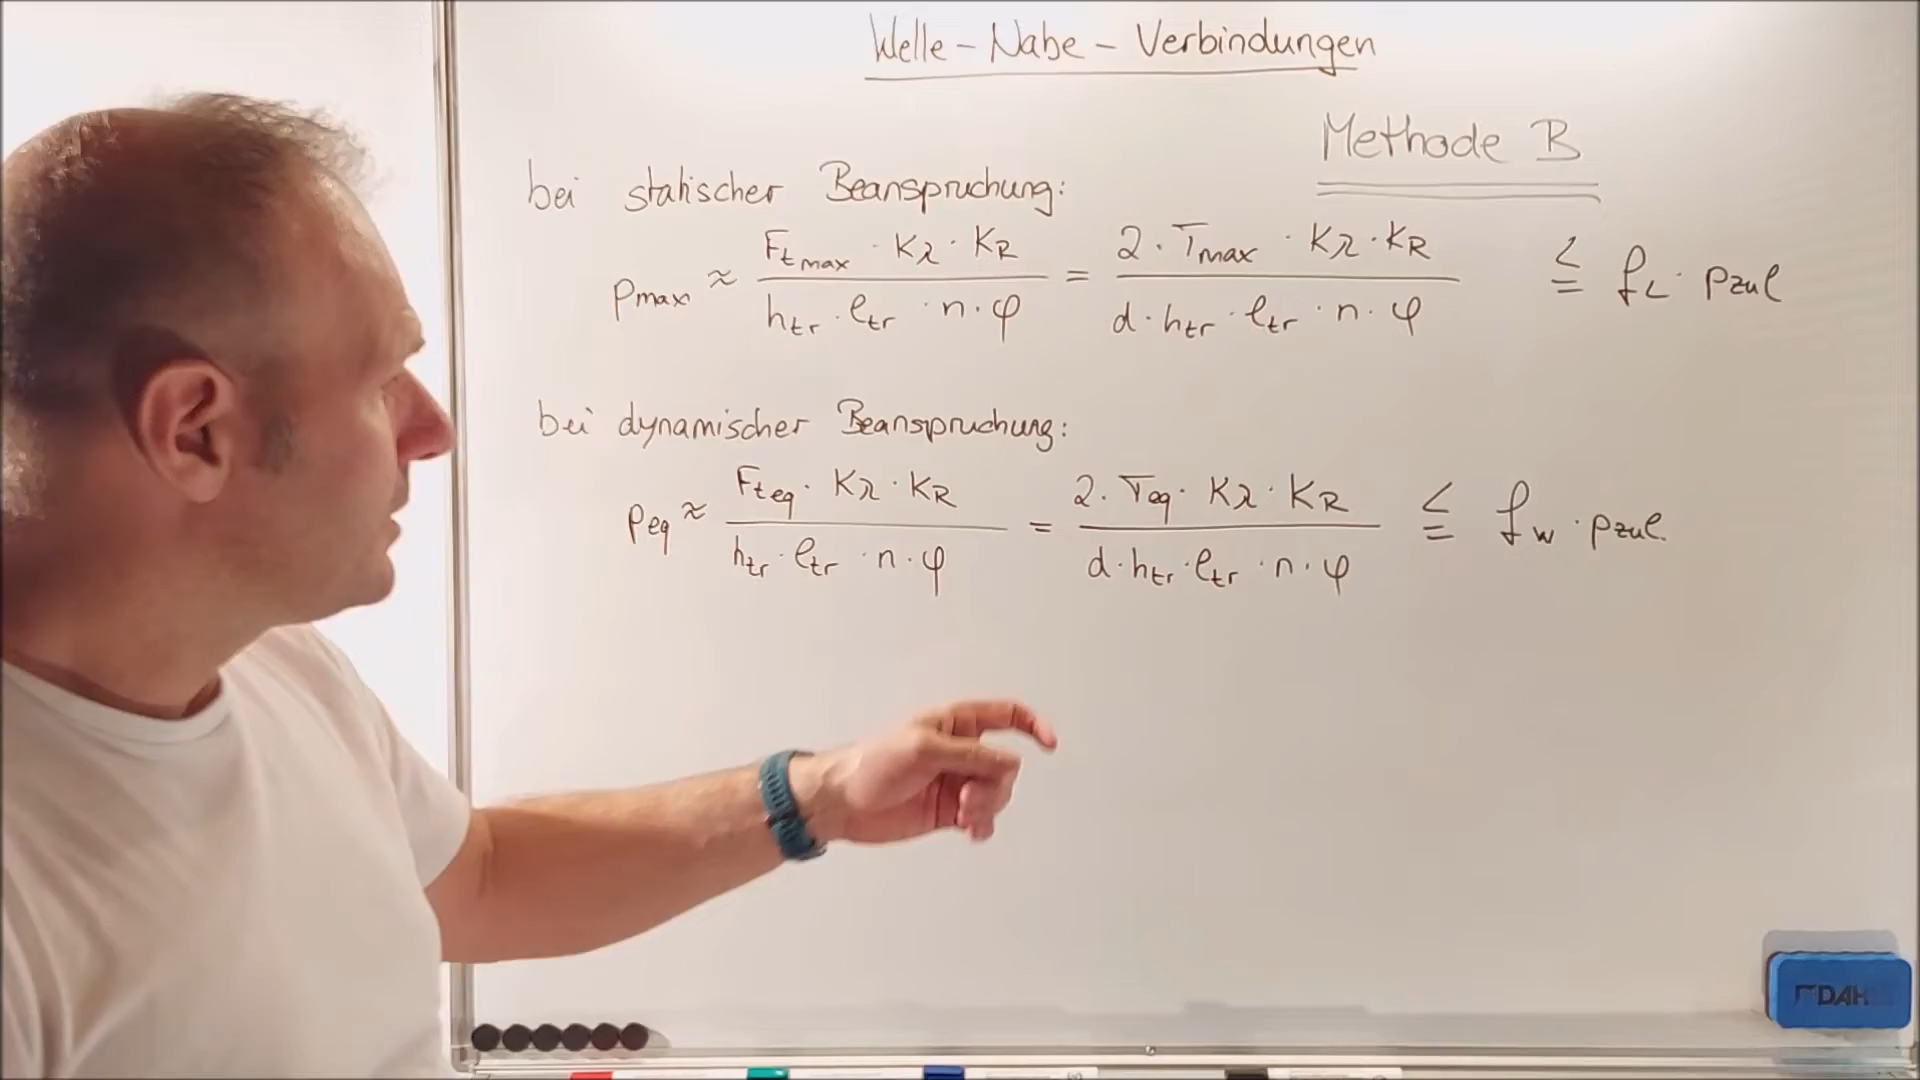 Welle - Nabe - Verbindungen
Methode B
bei statischer Beanspruchung:
pmax ≈ (Ftmax · Kλ · KR) / (htr · ltr · n · φ) = (2 · Tmax · Kλ · KR) / (d · htr · ltr · n · φ) ≦ fL · pzul
bei dynamischer Beanspruchung:
peq ≈ (Fteq · Kλ · KR) / (htr · ltr · n · φ) = (2 · Teq · Kλ · KR) / (d · htr · ltr · n · φ) ≦ fw · pzul.
DAH